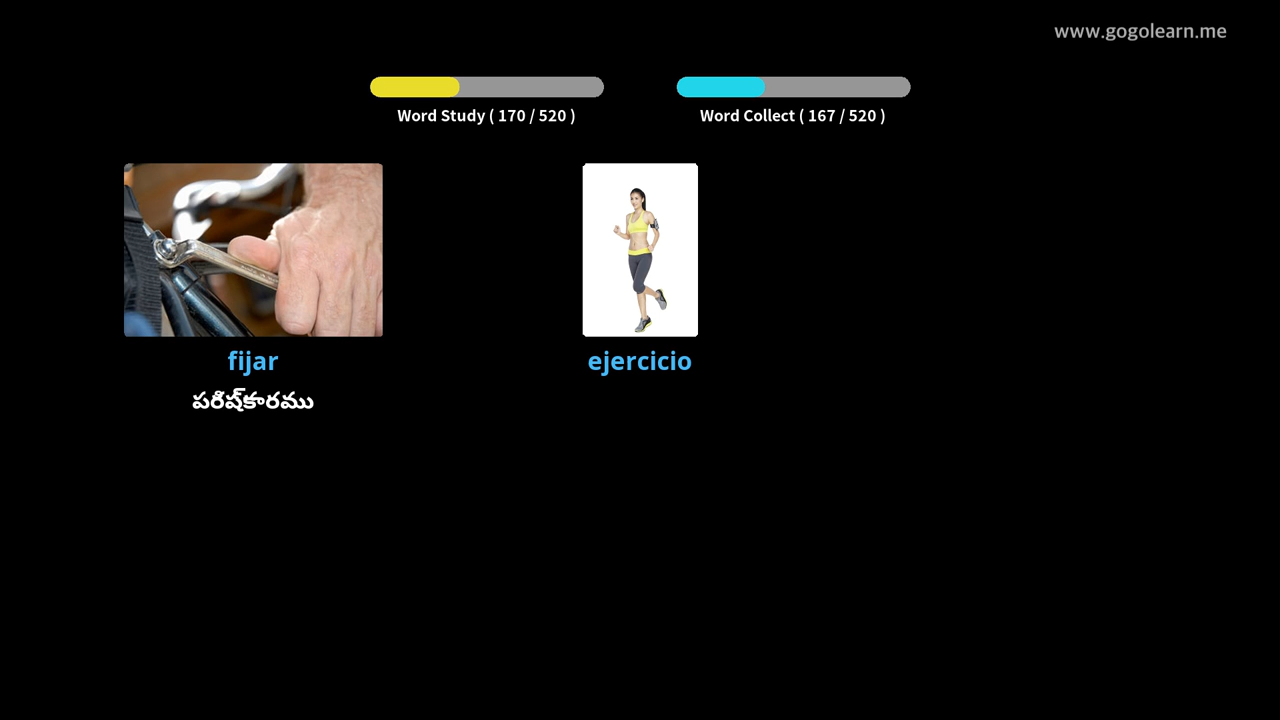 www.gogolearn.me
Word Study ( 170 / 520 )
Word Collect ( 167 / 520 )
fijar
పరిష్కారము
ejercicio